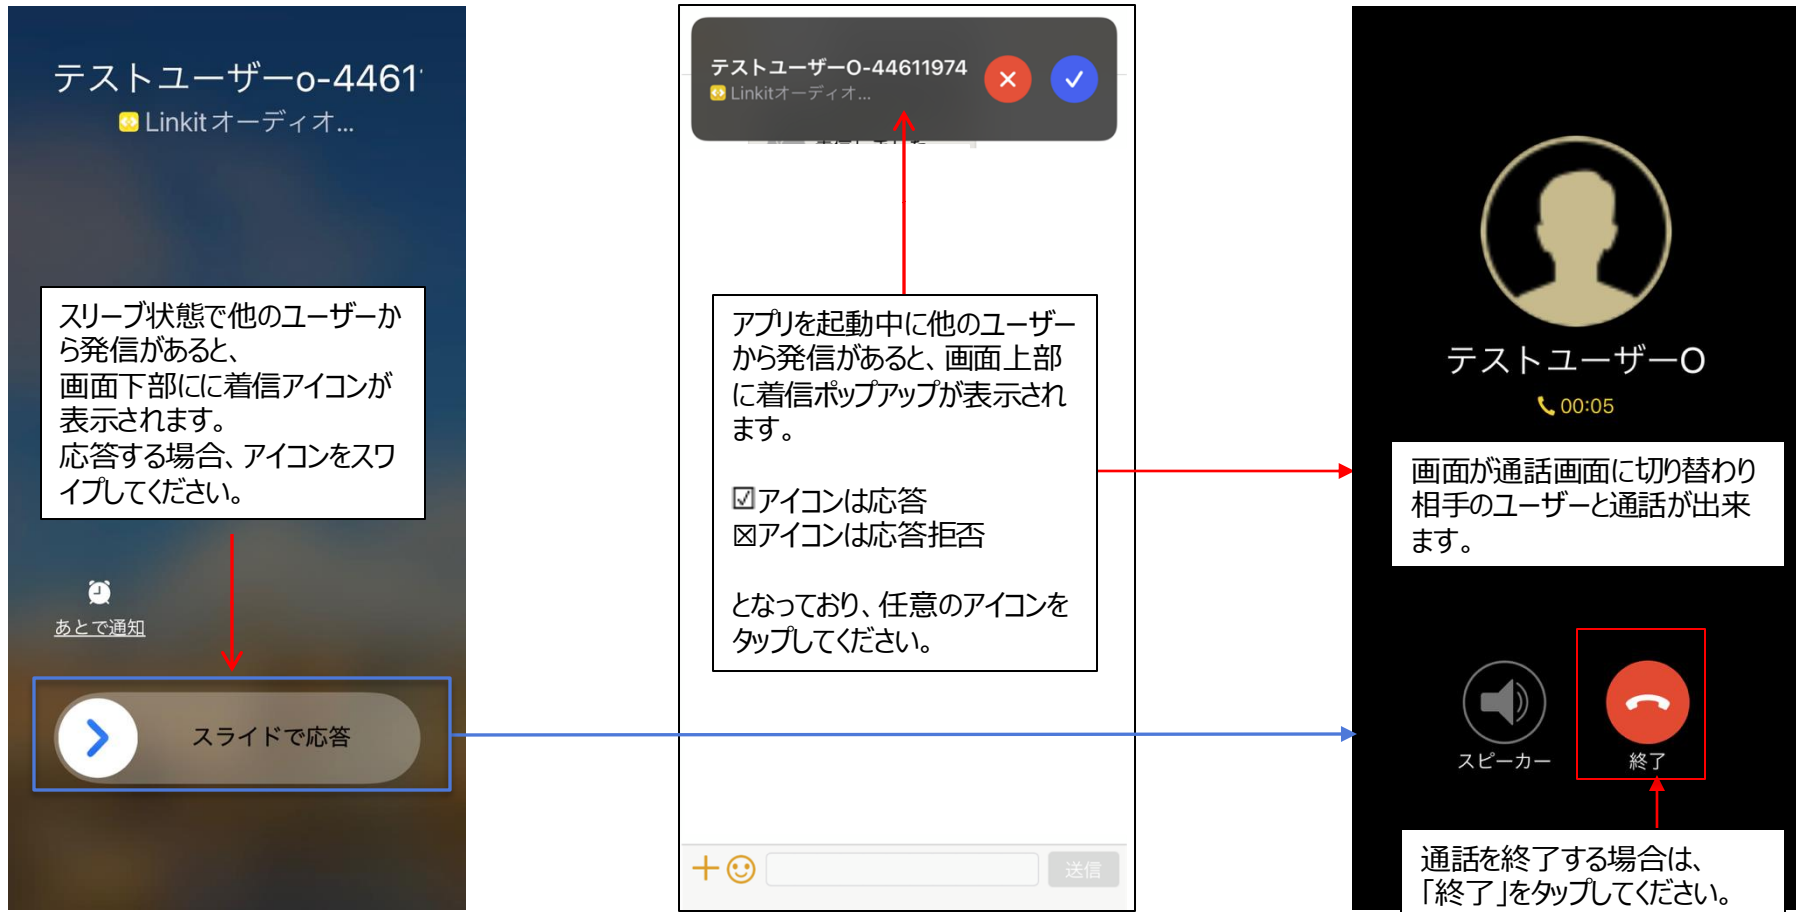 テストユーザーo-4461
Linkitオーディオ...
スリープ状態で他のユーザーか
ら発信があると、
画面下部にに着信アイコンが
表示されます。
応答する場合、アイコンをスワ
イプしてください。
あとで通知
スライドで応答
テストユーザーO-44611974
Linkitオーディオ...
アプリを起動中に他のユーザー
から発信があると、画面上部
に着信ポップアップが表示され
ます。
☑アイコンは応答
☒アイコンは応答拒否
となっており、任意のアイコンを
タップしてください。
送信
テストユーザーO
00:05
画面が通話画面に切り替わり
相手のユーザーと通話が出来
ます。
スピーカー
終了
通話を終了する場合は、
「終了」をタップしてください。